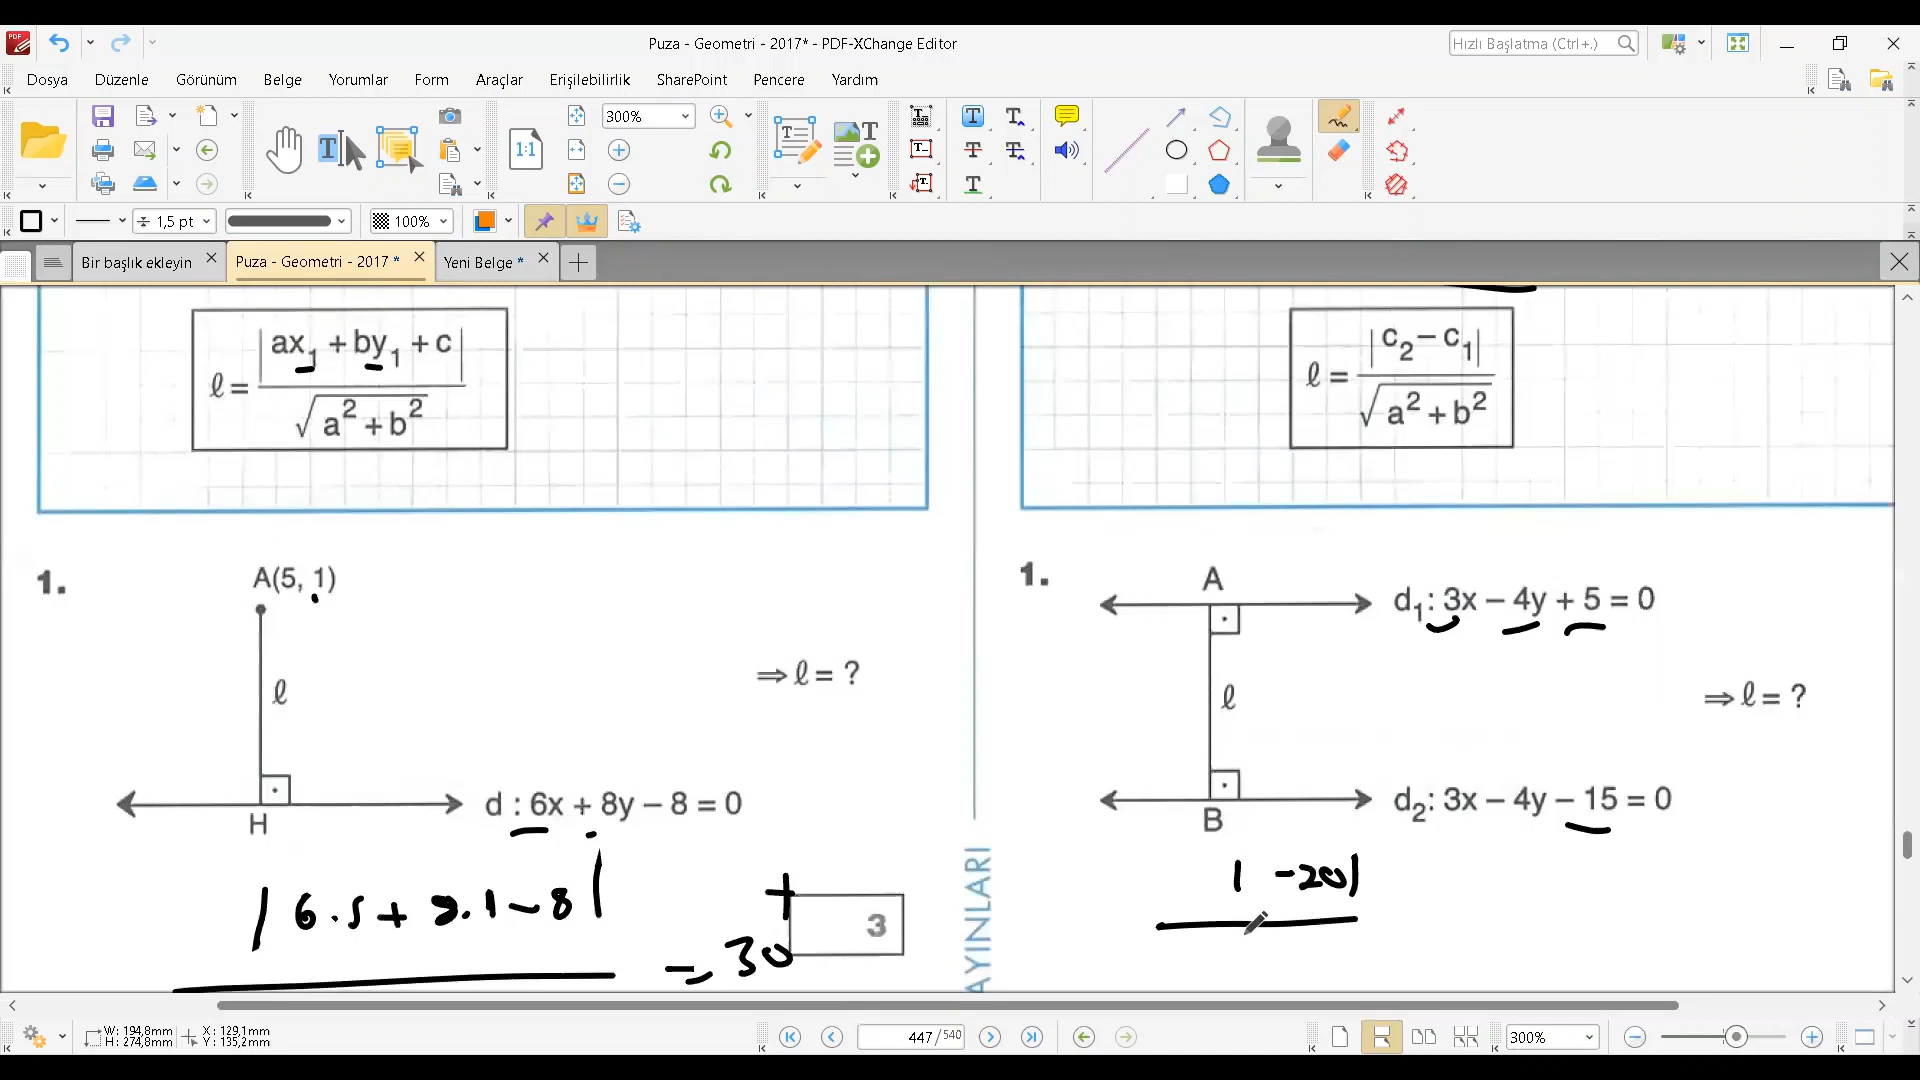 Puza - Geometri - 2017* - PDF-XChange Editor
Hızlı Başlatma (Ctrl+.)
Dosya Düzenle Görünüm Belge Yorumlar Form Araçlar Erişilebilirlik SharePoint Pencere Yardım
300%
1:1
1,5 pt
100%
Bir başlık ekleyin
Puza - Geometri - 2017 *
Yeni Belge *
ℓ = |ax₁ + by₁ + c| / √(a² + b²)
ℓ = |c₂ − c₁| / √(a² + b²)
1.
A(5, 1)
ℓ
⇒ ℓ = ?
H
d : 6x + 8y − 8 = 0
|6.5 + 8.1 − 8|
= 30
3
AYINLARI
1.
A
d₁: 3x − 4y + 5 = 0
ℓ
⇒ ℓ = ?
B
d₂: 3x − 4y − 15 = 0
| −20|
W: 194,8mm
H: 274,8mm
X: 129,1mm
Y: 135,2mm
447 / 540
300%